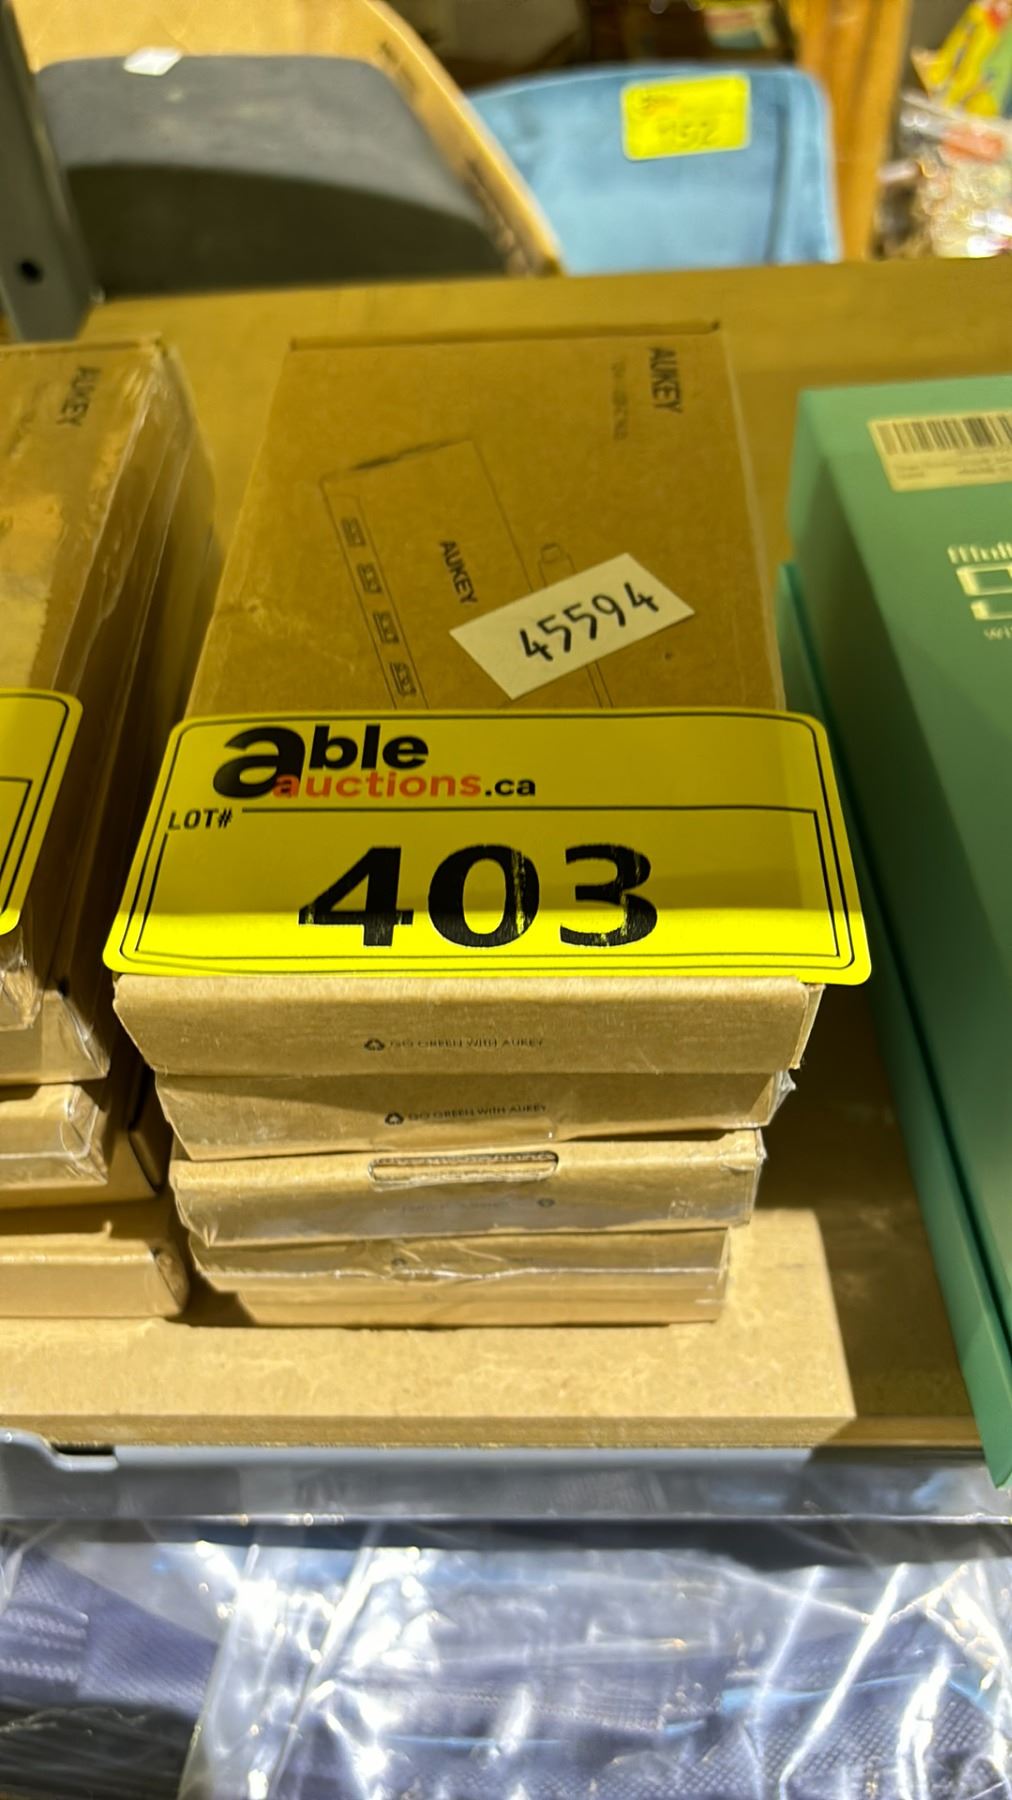 AUKEY
AUKEY
AUKEY
45594
able
auctions.ca
LOT#
403
GO GREEN WITH AUKEY
GO GREEN WITH AUKEY